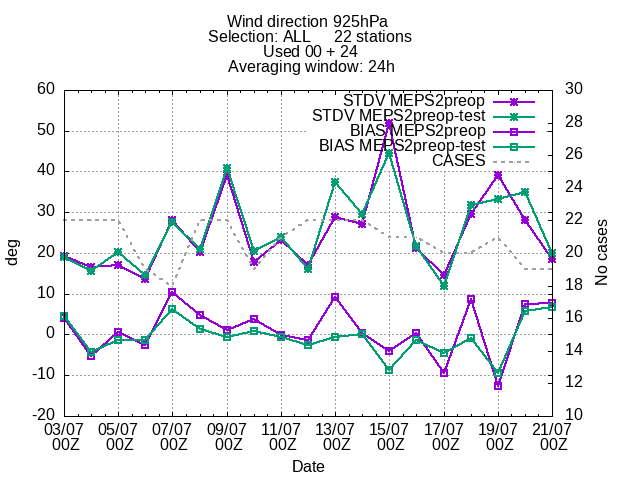 Wind direction 925hPa
Selection: ALL 22 stations
Used 00 + 24
Averaging window: 24h
STDV MEPS2preop
STDV MEPS2preop-test
BIAS MEPS2preop
BIAS MEPS2preop-test
CASES
deg
60
50
40
30
20
10
0
-10
-20
No cases
30
28
26
24
22
20
18
16
14
12
10
03/07 05/07 07/07 09/07 11/07 13/07 15/07 17/07 19/07 21/07
00Z 00Z 00Z 00Z 00Z 00Z 00Z 00Z 00Z 00Z
Date